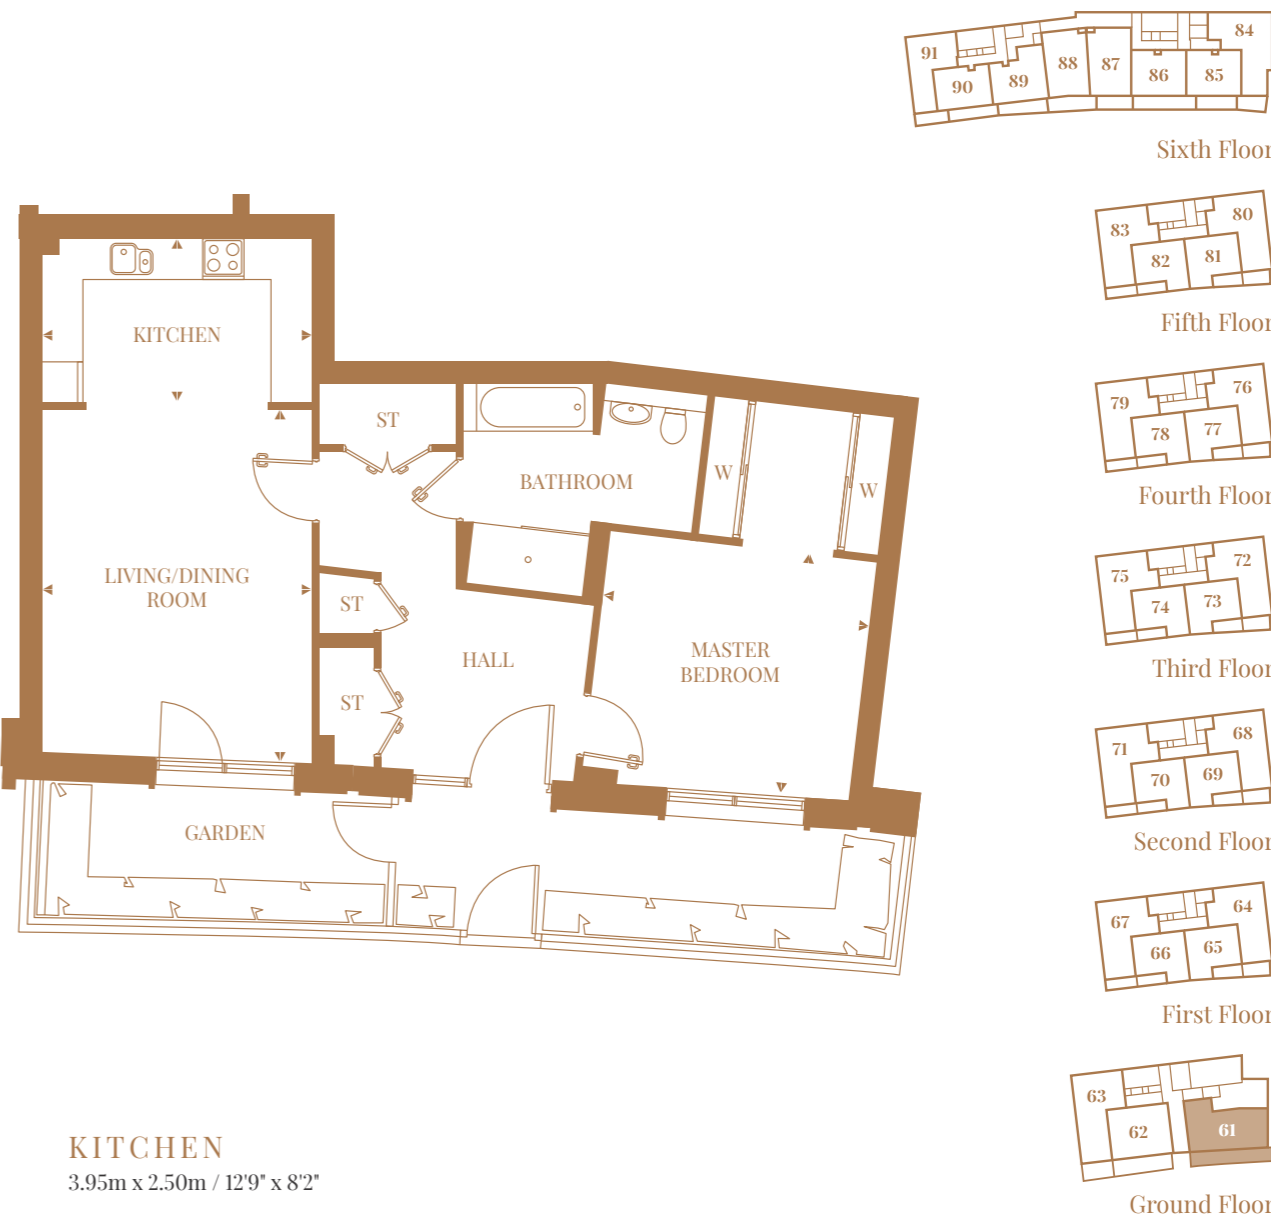 91
90
89
88
87
86
85
84
Sixth Floor
83
82
81
80
Fifth Floor
79
78
77
76
Fourth Floor
75
74
73
72
Third Floor
71
70
69
68
Second Floor
67
66
65
64
First Floor
63
62
61
Ground Floor
KITCHEN
ST
BATHROOM
W
W
LIVING/DINING
ROOM
ST
HALL
MASTER
BEDROOM
ST
GARDEN
KITCHEN
3.95m x 2.50m / 12'9" x 8'2"